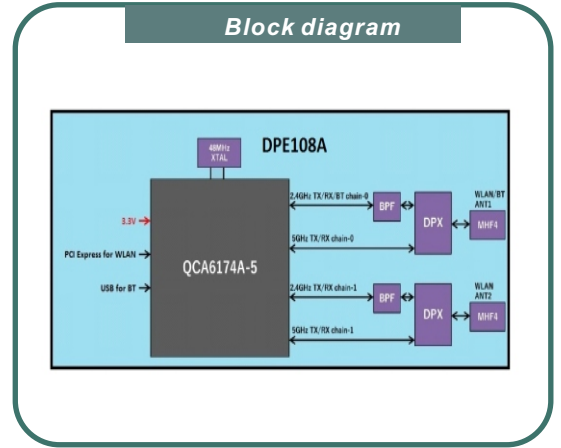 Block diagram
DPE108A
48MHz
XTAL
3.3V
PCI Express for WLAN
USB for BT
QCA6174A-5
2.4GHz TX/RX/BT chain-0
BPF
5GHz TX/RX chain-0
DPX
WLAN/BT
ANT1
MHF4
2.4GHz TX/RX chain-1
BPF
5GHz TX/RX chain-1
DPX
WLAN
ANT2
MHF4